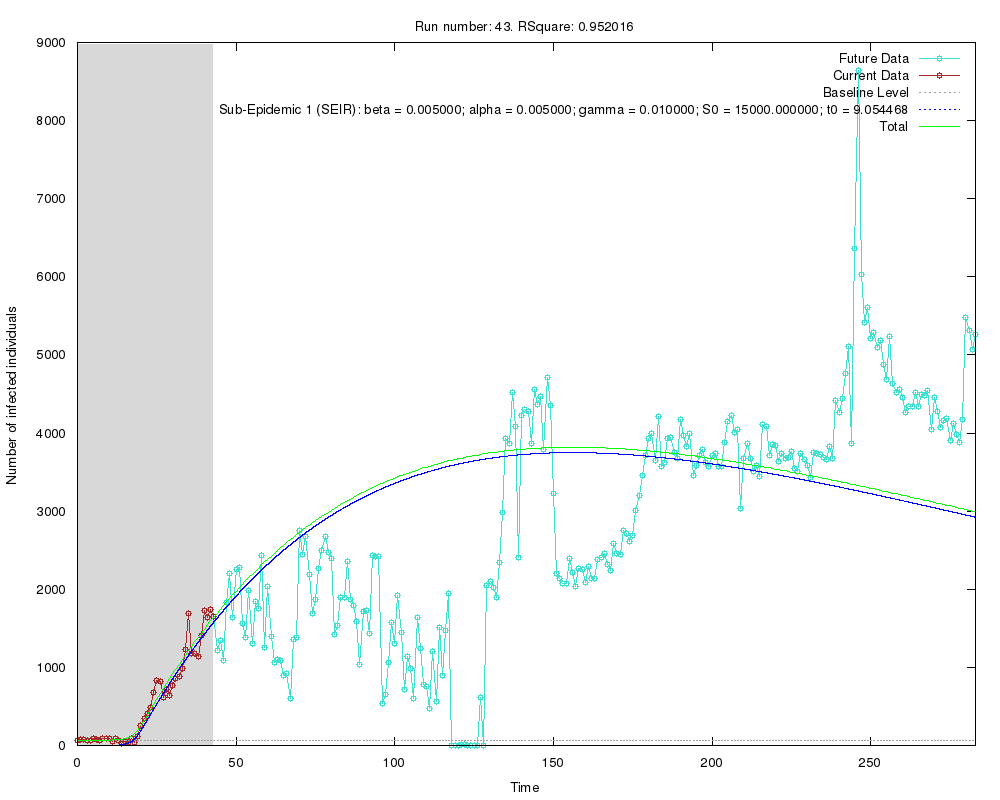 Run number: 43. RSquare: 0.952016
9000
8000
7000
6000
5000
4000
3000
2000
1000
0
Number of infected individuals
Future Data
Current Data
Baseline Level
Sub-Epidemic 1 (SEIR): beta = 0.005000; alpha = 0.005000; gamma = 0.010000; S0 = 15000.000000; t0 = 9.054468
Total
0 50 100 150 200 250
Time